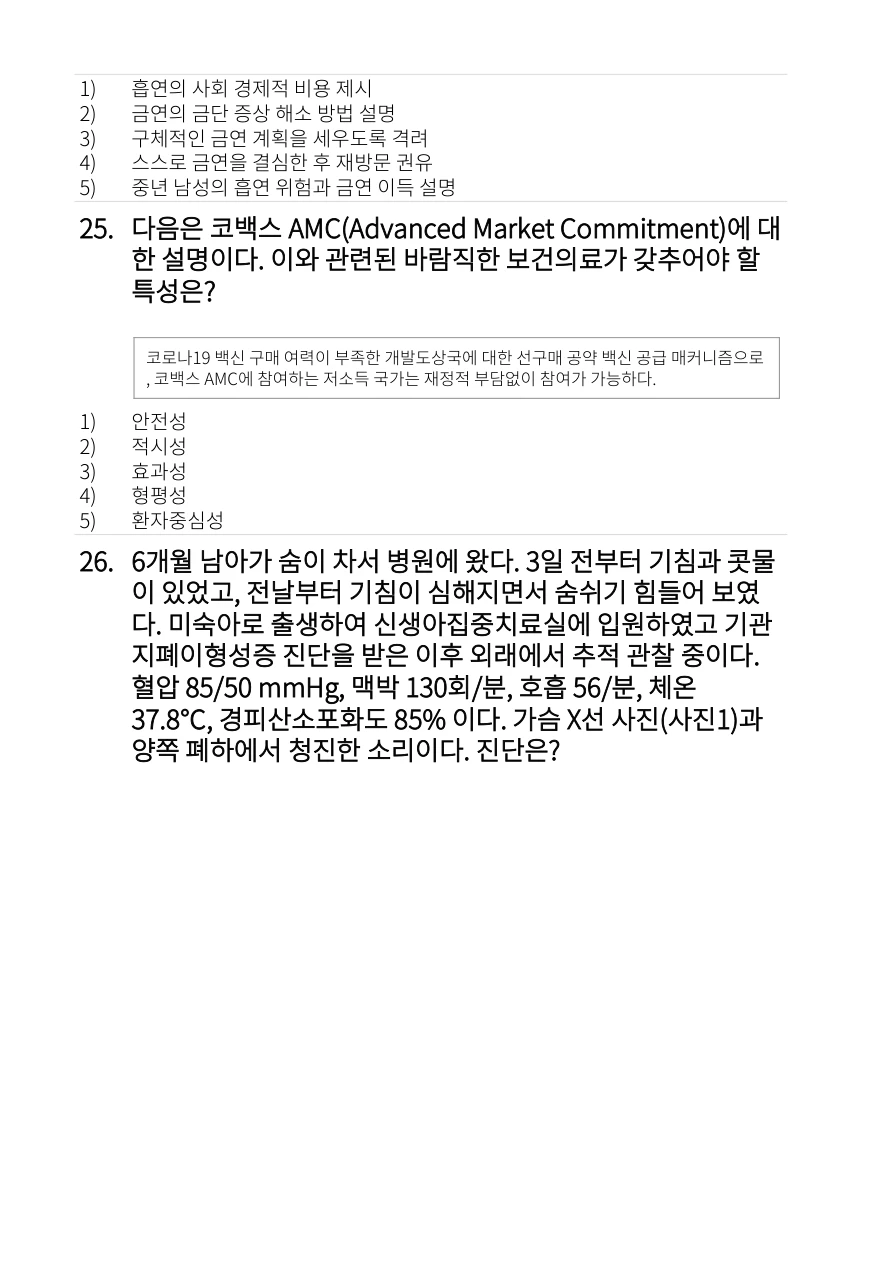 1) 흡연의 사회 경제적 비용 제시
2) 금연의 금단 증상 해소 방법 설명
3) 구체적인 금연 계획을 세우도록 격려
4) 스스로 금연을 결심한 후 재방문 권유
5) 중년 남성의 흡연 위험과 금연 이득 설명
25. 다음은 코백스 AMC(Advanced Market Commitment)에 대
한 설명이다. 이와 관련된 바람직한 보건의료가 갖추어야 할
특성은?
코로나19 백신 구매 여력이 부족한 개발도상국에 대한 선구매 공약 백신 공급 매커니즘으로
, 코백스 AMC에 참여하는 저소득 국가는 재정적 부담없이 참여가 가능하다.
1) 안전성
2) 적시성
3) 효과성
4) 형평성
5) 환자중심성
26. 6개월 남아가 숨이 차서 병원에 왔다. 3일 전부터 기침과 콧물
이 있었고, 전날부터 기침이 심해지면서 숨쉬기 힘들어 보였
다. 미숙아로 출생하여 신생아집중치료실에 입원하였고 기관
지폐이형성증 진단을 받은 이후 외래에서 추적 관찰 중이다.
혈압 85/50 mmHg, 맥박 130회/분, 호흡 56/분, 체온
37.8°C, 경피산소포화도 85% 이다. 가슴 X선 사진(사진1)과
양쪽 폐하에서 청진한 소리이다. 진단은?